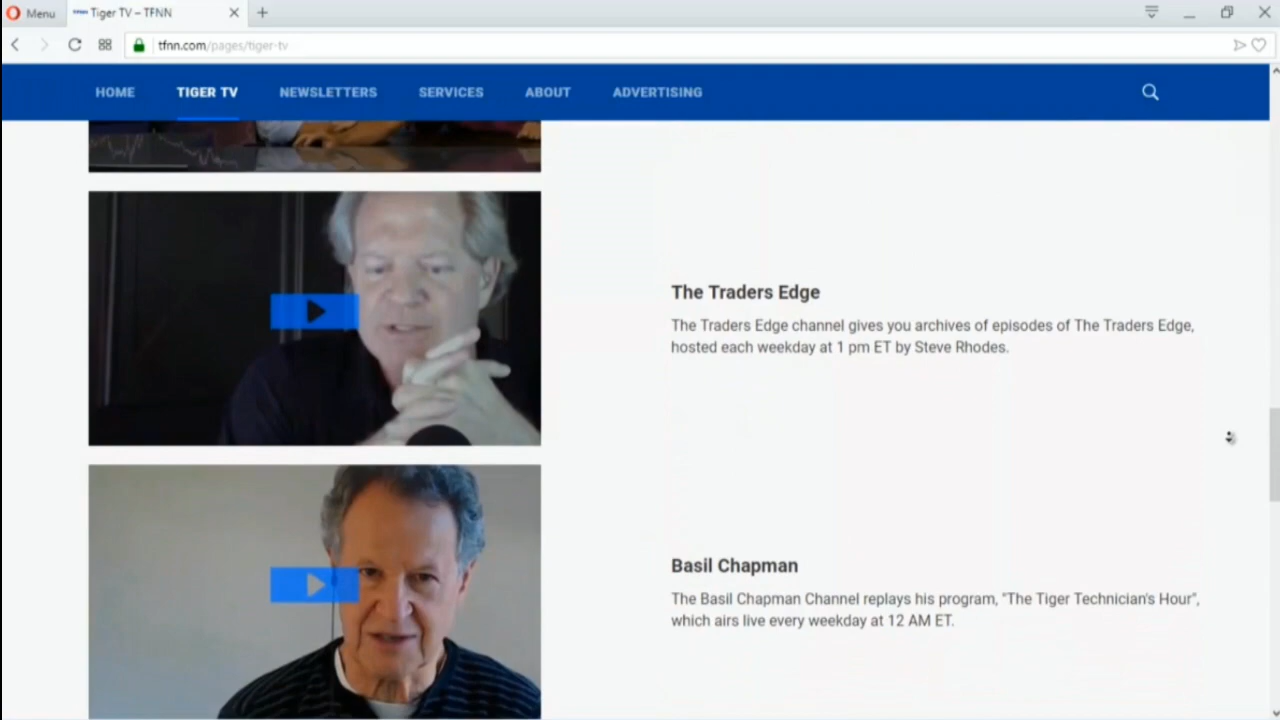 Menu
Tiger TV – TFNN
tfnn.com/pages/tiger-tv
HOME
TIGER TV
NEWSLETTERS
SERVICES
ABOUT
ADVERTISING
The Traders Edge
The Traders Edge channel gives you archives of episodes of The Traders Edge,
hosted each weekday at 1 pm ET by Steve Rhodes.
Basil Chapman
The Basil Chapman Channel replays his program, "The Tiger Technician's Hour",
which airs live every weekday at 12 AM ET.